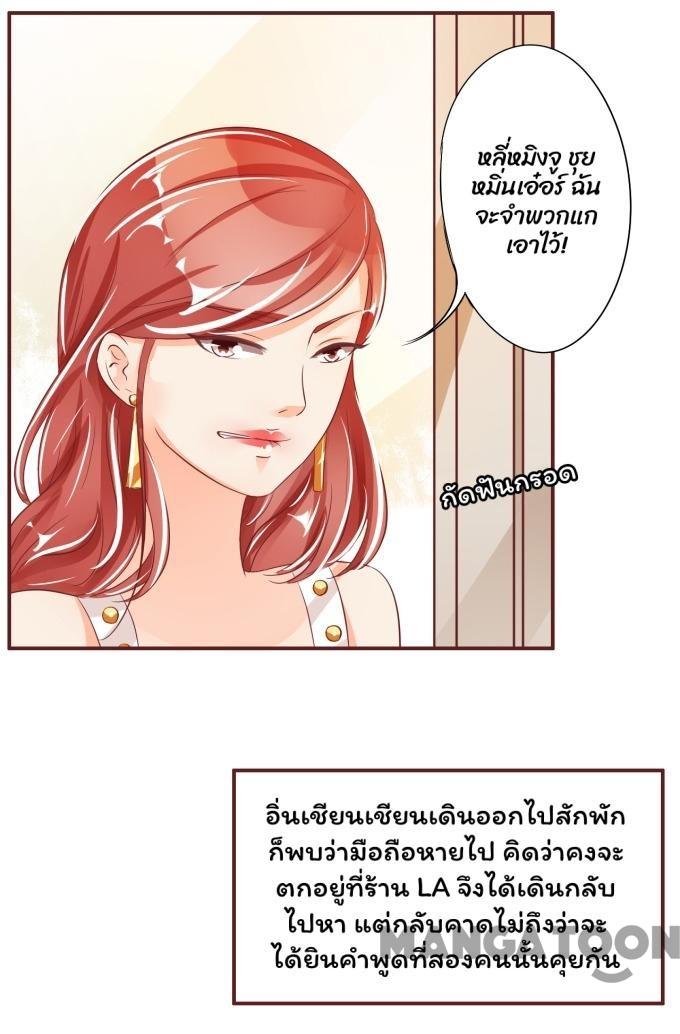 หลี่หมิงจู ชุย
หมิ่นเอ๋อร์ ฉัน
จะจำพวกแก
เอาไว้!
กัดฟันกรอด
อิ่นเชียนเชียนเดินออกไปสักพัก
ก็พบว่ามือถือหายไป คิดว่าคงจะ
ตกอยู่ที่ร้าน LA จึงได้เดินกลับ
ไปหา แต่กลับคาดไม่ถึงว่าจะ
ได้ยินคำพูดที่สองคนนั้นคุยกัน
MANGATOON